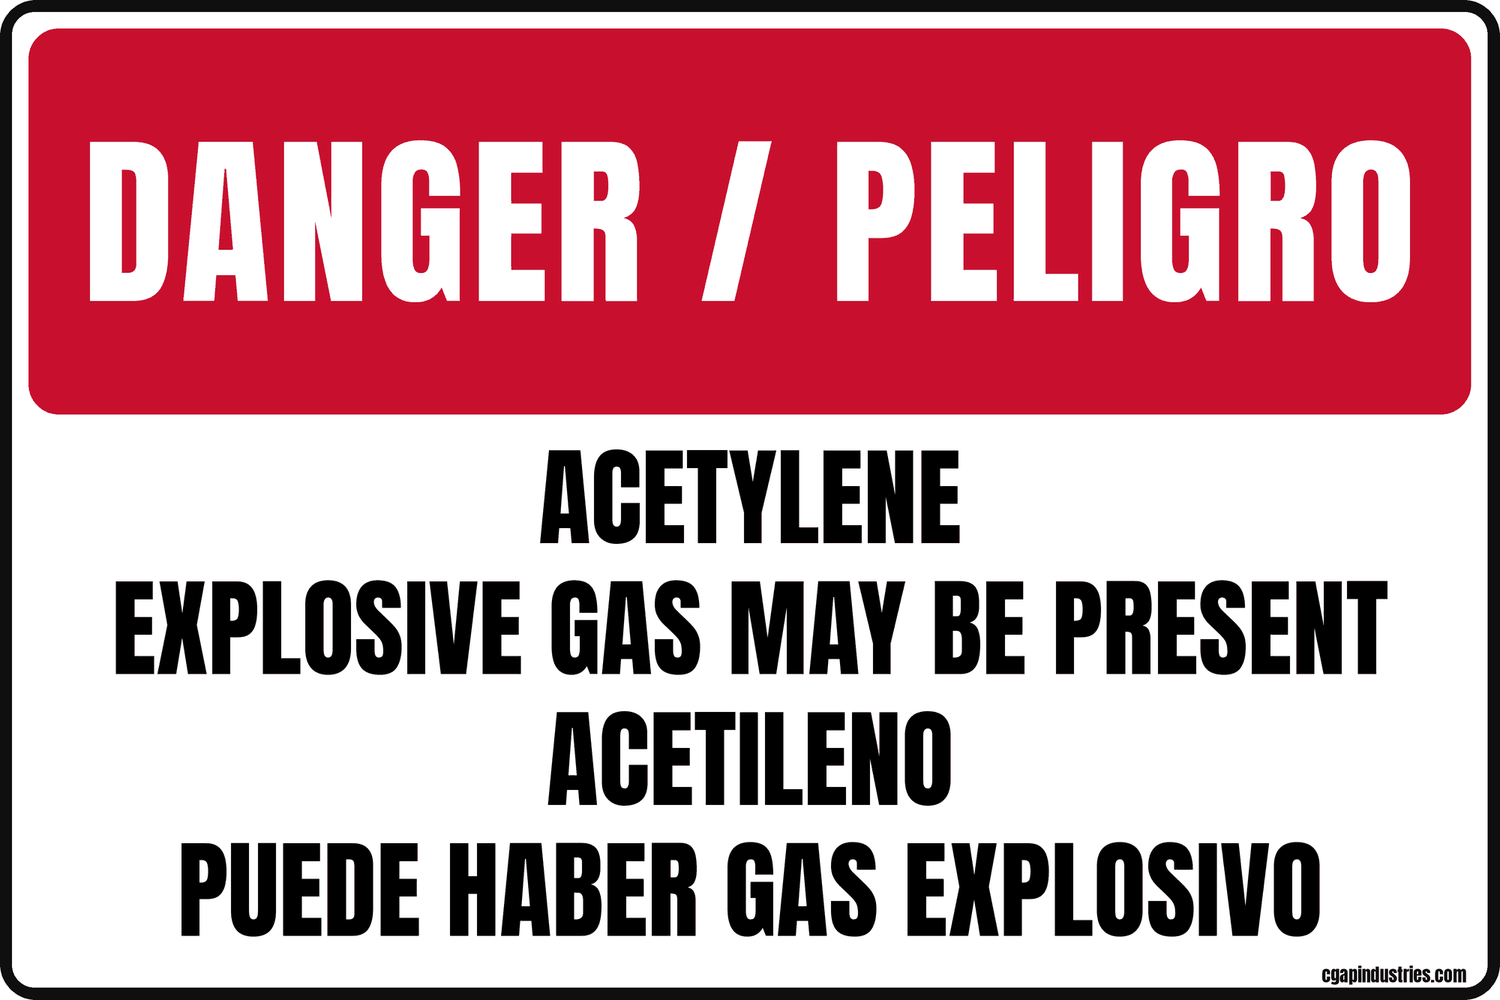 DANGER / PELIGRO
ACETYLENE
EXPLOSIVE GAS MAY BE PRESENT
ACETILENO
PUEDE HABER GAS EXPLOSIVO
cgapindustries.com